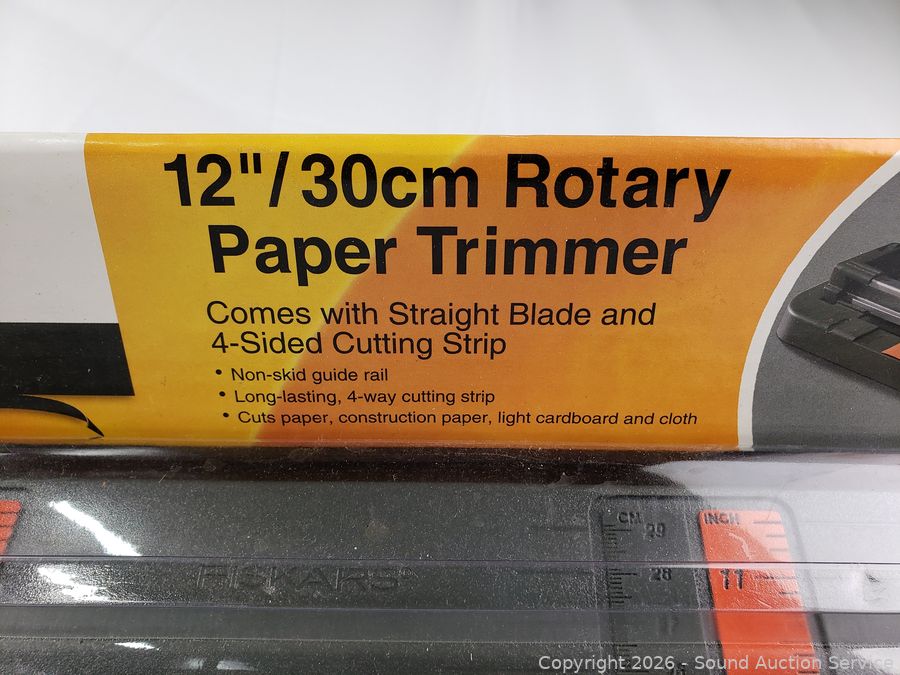 12"/30cm Rotary
Paper Trimmer
Comes with Straight Blade and
4-Sided Cutting Strip
• Non-skid guide rail
• Long-lasting, 4-way cutting strip
• Cuts paper, construction paper, light cardboard and cloth
CM
29
INCH
28
11
FISKARS®
Copyright 2026 - Sound Auction Service